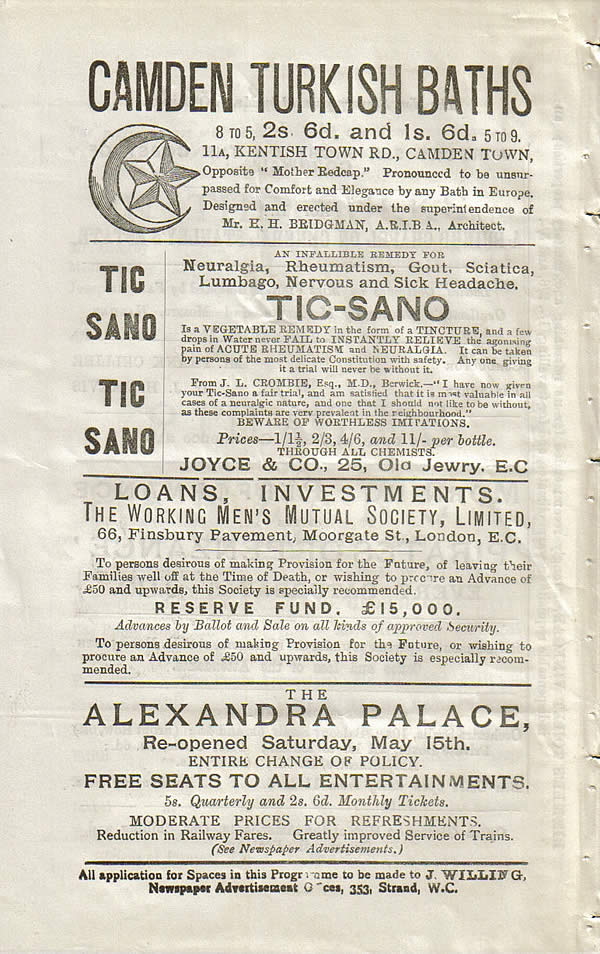 CAMDEN TURKISH BATHS
8 TO 5, 2s. 6d. and 1s. 6d. 5 TO 9.
11A, KENTISH TOWN RD., CAMDEN TOWN,
Opposite "Mother Redcap." Pronounced to be unsur-
passed for Comfort and Elegance by any Bath in Europe.
Designed and erected under the superintendence of
Mr. H. H. BRIDGMAN, A.R.I.B A., Architect.
TIC
SANO
TIC
SANO
AN INFALLIBLE REMEDY FOR
Neuralgia, Rheumatism, Gout, Sciatica,
Lumbago, Nervous and Sick Headache.
TIC-SANO
Is a VEGETABLE REMEDY in the form of a TINCTURE, and a few
drops in Water never FAIL to INSTANTLY RELIEVE the agonising
pain of ACUTE RHEUMATISM and NEURALGIA. It can be taken
by persons of the most delicate Constitution with safety. Any one giving
it a trial will never be without it.
From J. L. CROMBIE, Esq., M.D., Berwick.—"I have now given
your Tic-Sano a fair trial, and am satisfied that it is most valuable in all
cases of a neuralgic nature, and one that I should not like to be without,
as these complaints are very prevalent in the neighbourhood."
BEWARE OF WORTHLESS IMITATIONS.
Prices—1/1½, 2/3, 4/6, and 11/- per bottle.
THROUGH ALL CHEMISTS.
JOYCE & CO., 25, Old Jewry. E.C
LOANS, INVESTMENTS.
THE WORKING MEN'S MUTUAL SOCIETY, LIMITED,
66, Finsbury Pavement, Moorgate St., London, E.C.
To persons desirous of making Provision for the Future, of leaving their
Families well off at the Time of Death, or wishing to procure an Advance of
£50 and upwards, this Society is specially recommended.
RESERVE FUND. £15,000.
Advances by Ballot and Sale on all kinds of approved Security.
To persons desirous of making Provision for the Future, or wishing to
procure an Advance of £50 and upwards, this Society is especially recom-
mended.
THE
ALEXANDRA PALACE,
Re-opened Saturday, May 15th.
ENTIRE CHANGE OF POLICY.
FREE SEATS TO ALL ENTERTAINMENTS.
5s. Quarterly and 2s. 6d. Monthly Tickets.
MODERATE PRICES FOR REFRESHMENTS.
Reduction in Railway Fares. Greatly improved Service of Trains.
(See Newspaper Advertisements.)
All application for Spaces in this Programme to be made to J. WILLING,
Newspaper Advertisement Offices, 353, Strand, W.C.